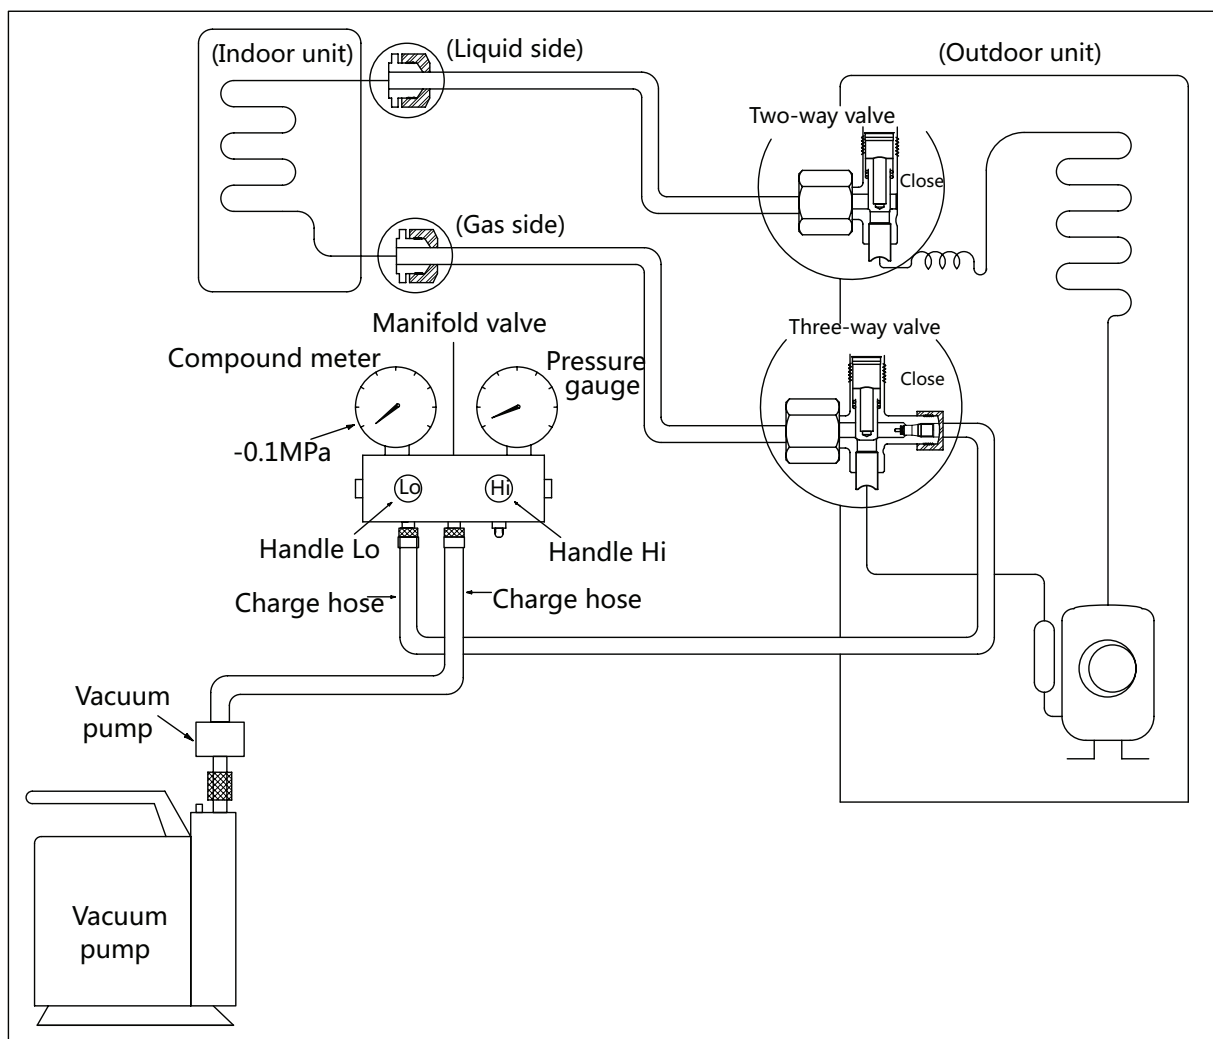 (Indoor unit)
(Liquid side)
(Outdoor unit)
Two-way valve
Close
(Gas side)
Manifold valve
Three-way valve
Compound meter
Pressure
gauge
Close
-0.1MPa
Lo
Hi
Handle Lo
Handle Hi
Charge hose
Charge hose
Vacuum
pump
Vacuum
pump